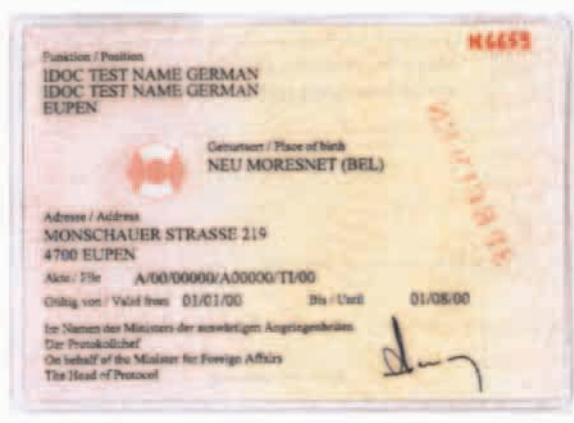 N6659
Funktion / Position
IDOC TEST NAME GERMAN
IDOC TEST NAME GERMAN
EUPEN
Geburtsort / Place of birth
NEU MORESNET (BEL)
Adresse / Address
MONSCHAUER STRASSE 219
4700 EUPEN
Akte / File A/00/00000/A00000/TI/00
Gültig von / Valid from 01/01/00 Bis / Until 01/08/00
Im Namen des Ministers der auswärtigen Angelegenheiten
Der Protokollchef
On behalf of the Minister for Foreign Affairs
The Head of Protocol